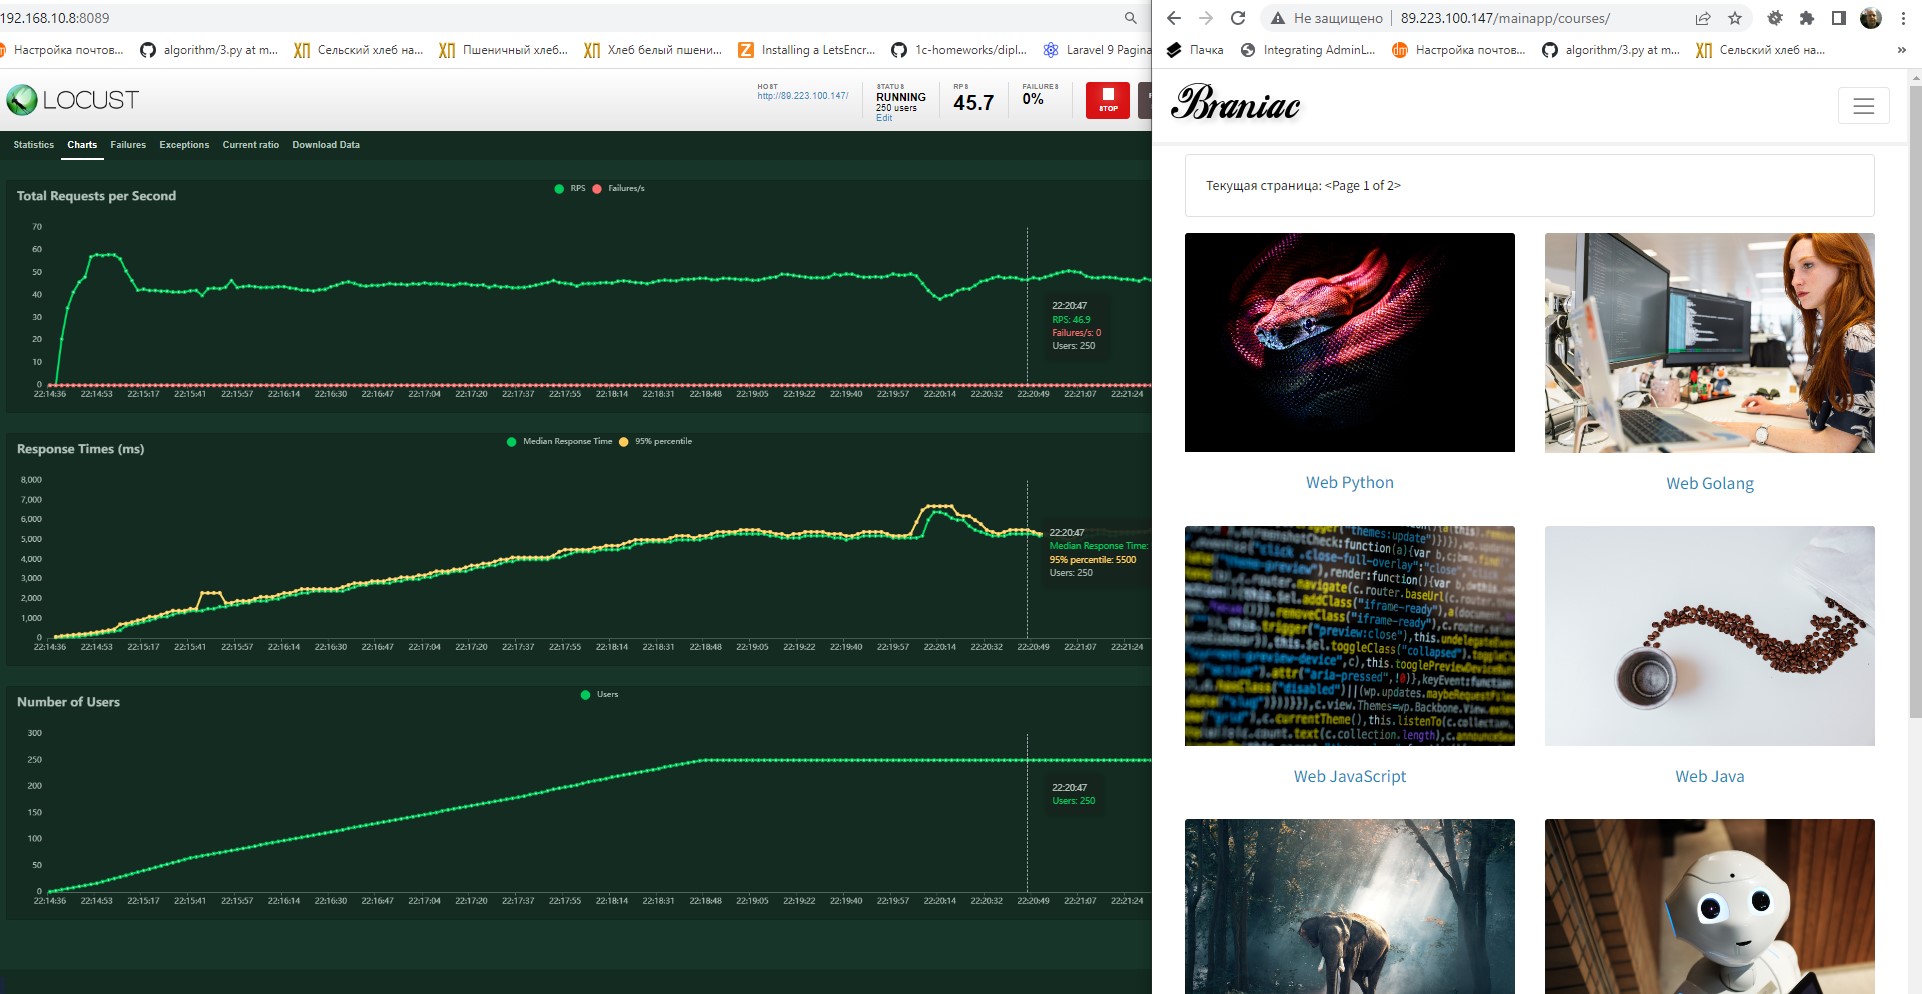 192.168.10.8:8089
Настройка почтов...
algorithm/3.py at m...
Сельский хлеб на...
Пшеничный хлеб...
Хлеб белый пшени...
Installing a LetsEncr...
1c-homeworks/dipl...
Laravel 9 Pagina
LOCUST
HOST
http://89.223.100.147/
STATUS
RUNNING
250 users
Edit
RPS
45.7
FAILURES
0%
STOP
Statistics Charts Failures Exceptions Current ratio Download Data
Total Requests per Second
RPS Failures/s
70
60
50
40
30
20
10
0
22:14:36 22:14:53 22:15:17 22:15:41 22:15:57 22:16:14 22:16:30 22:16:47 22:17:04 22:17:20 22:17:37 22:17:55 22:18:14 22:18:31 22:18:48 22:19:05 22:19:22 22:19:40 22:19:57 22:20:14 22:20:32 22:20:49 22:21:07 22:21:24
22:20:47
RPS: 46.9
Failures/s: 0
Users: 250
Response Times (ms)
Median Response Time 95% percentile
8,000
7,000
6,000
5,000
4,000
3,000
2,000
1,000
0
22:14:36 22:14:53 22:15:17 22:15:41 22:15:57 22:16:14 22:16:30 22:16:47 22:17:04 22:17:20 22:17:37 22:17:55 22:18:14 22:18:31 22:18:48 22:19:05 22:19:22 22:19:40 22:19:57 22:20:14 22:20:32 22:20:49 22:21:07 22:21:24
22:20:47
Median Response Time:
95% percentile: 5500
Users: 250
Number of Users
Users
300
250
200
150
100
50
0
22:14:36 22:14:53 22:15:17 22:15:41 22:15:57 22:16:14 22:16:30 22:16:47 22:17:04 22:17:20 22:17:37 22:17:55 22:18:14 22:18:31 22:18:48 22:19:05 22:19:22 22:19:40 22:19:57 22:20:14 22:20:32 22:20:49 22:21:07 22:21:24
22:20:47
Users: 250
Не защищено
89.223.100.147/mainapp/courses/
Пачка
Integrating AdminL...
Настройка почтов...
algorithm/3.py at m...
Сельский хлеб на...
»
Braniac
Текущая страница: <Page 1 of 2>
Web Python
Web Golang
Web JavaScript
Web Java